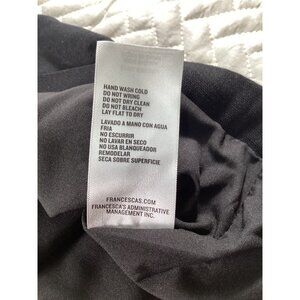 HAND WASH COLD
DO NOT WRING
DO NOT DRY CLEAN
DO NOT BLEACH
LAY FLAT TO DRY
LAVADO A MANO CON AGUA
FRIA
NO ESCURRIR
NO LAVAR EN SECO
NO USA BLANQUEADOR
REMODELAR
SECA SOBRE SUPERFICIE
FRANCESCAS.COM
FRANCESCA'S ADMINISTRATIVE
MANAGEMENT INC.